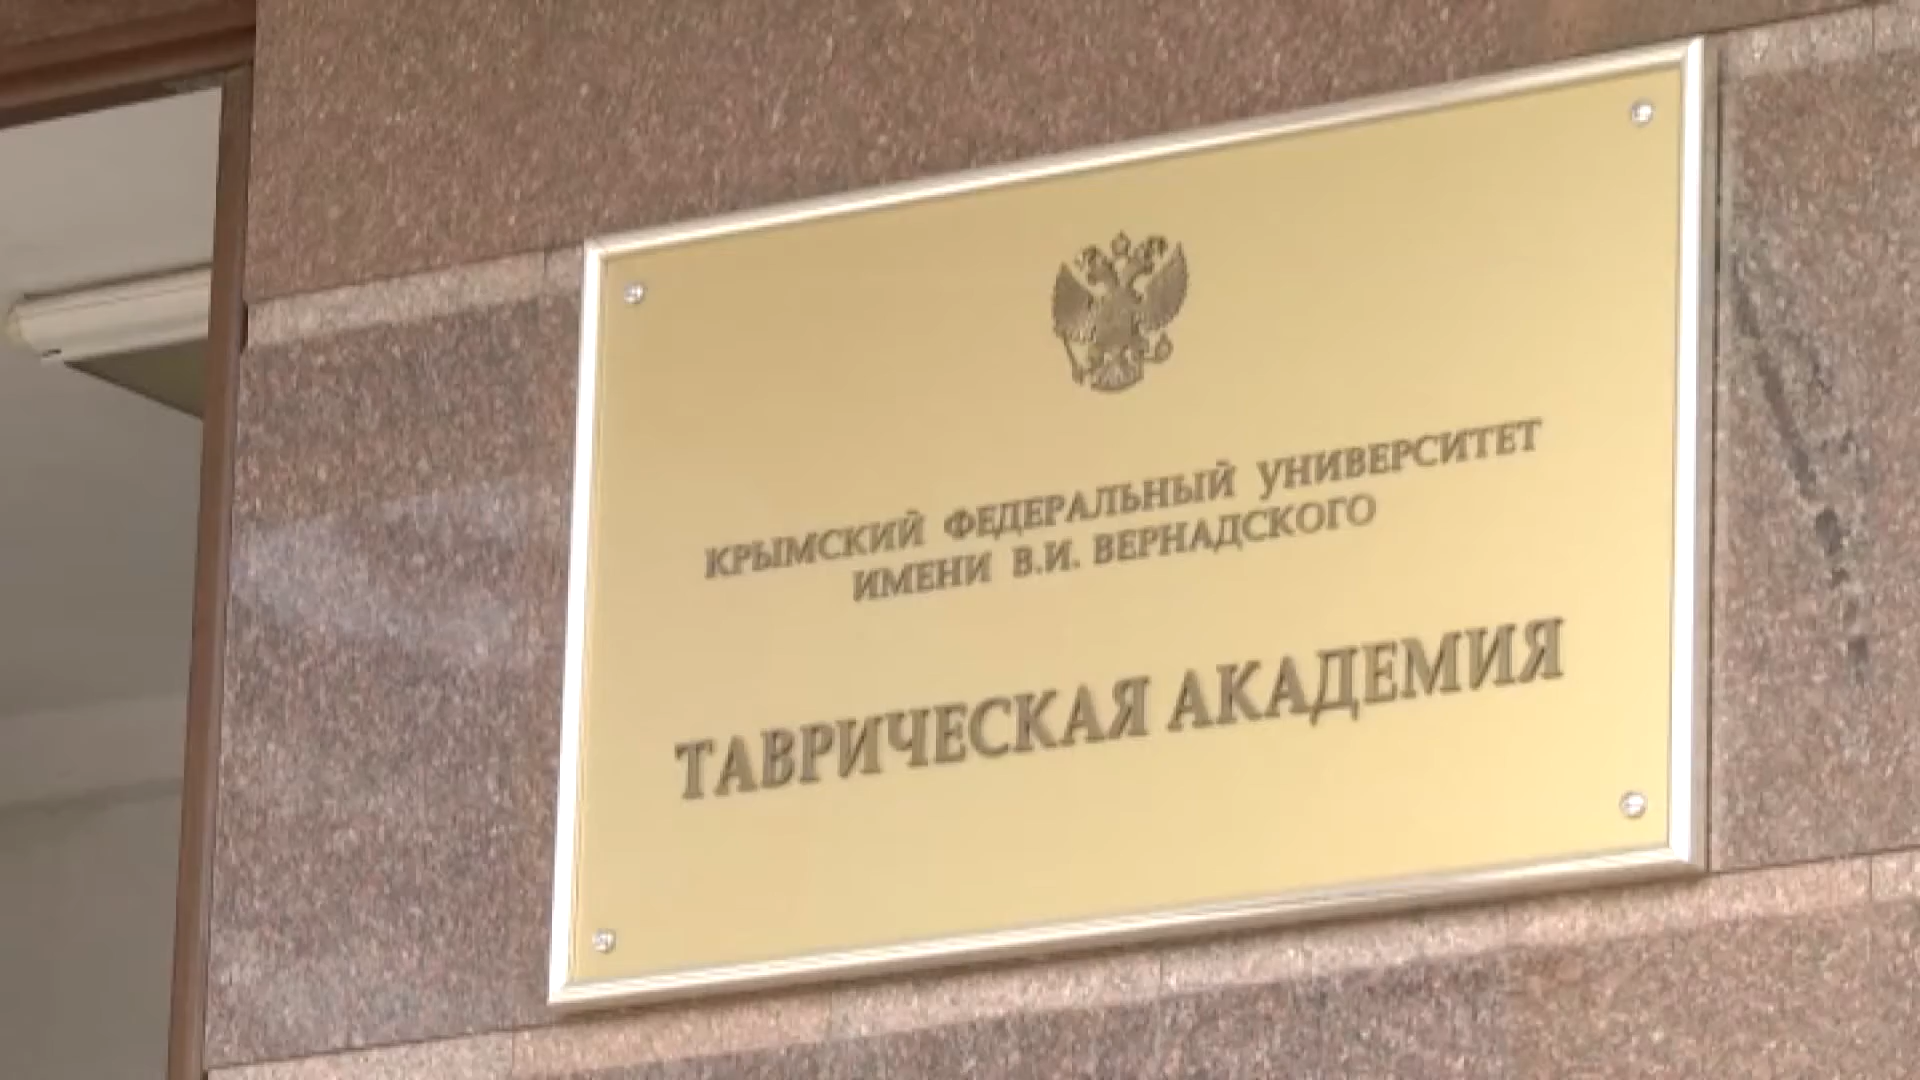 КРЫМСКИЙ ФЕДЕРАЛЬНЫЙ УНИВЕРСИТЕТ
ИМЕНИ В.И. ВЕРНАДСКОГО
ТАВРИЧЕСКАЯ АКАДЕМИЯ